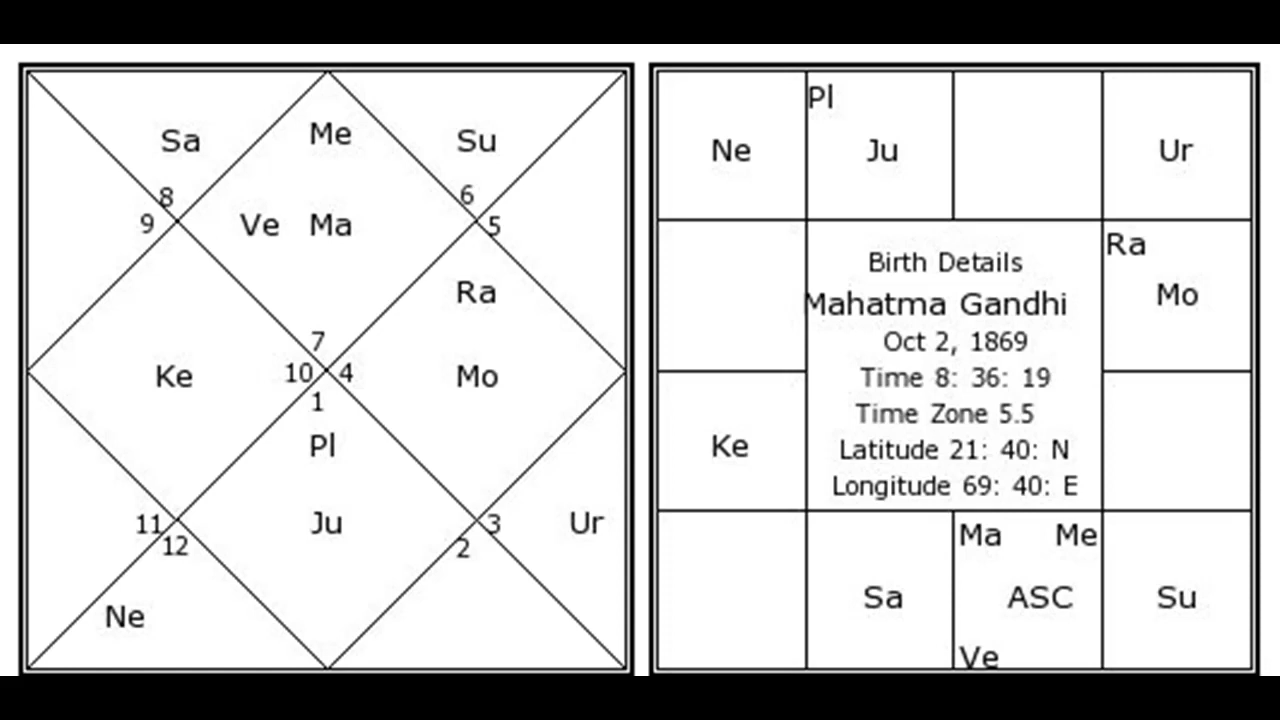 Sa Me Su
8 6
9 Ve Ma 5
Ra
7
Ke 10 4 Mo
1
Pl
11 Ju 3 Ur
12 2
Ne
Pl
Ne Ju Ur
Ra
Mo
Birth Details
Mahatma Gandhi
Oct 2, 1869
Time 8: 36: 19
Time Zone 5.5
Latitude 21: 40: N
Longitude 69: 40: E
Ke
Ma Me
Sa ASC Su
Ve